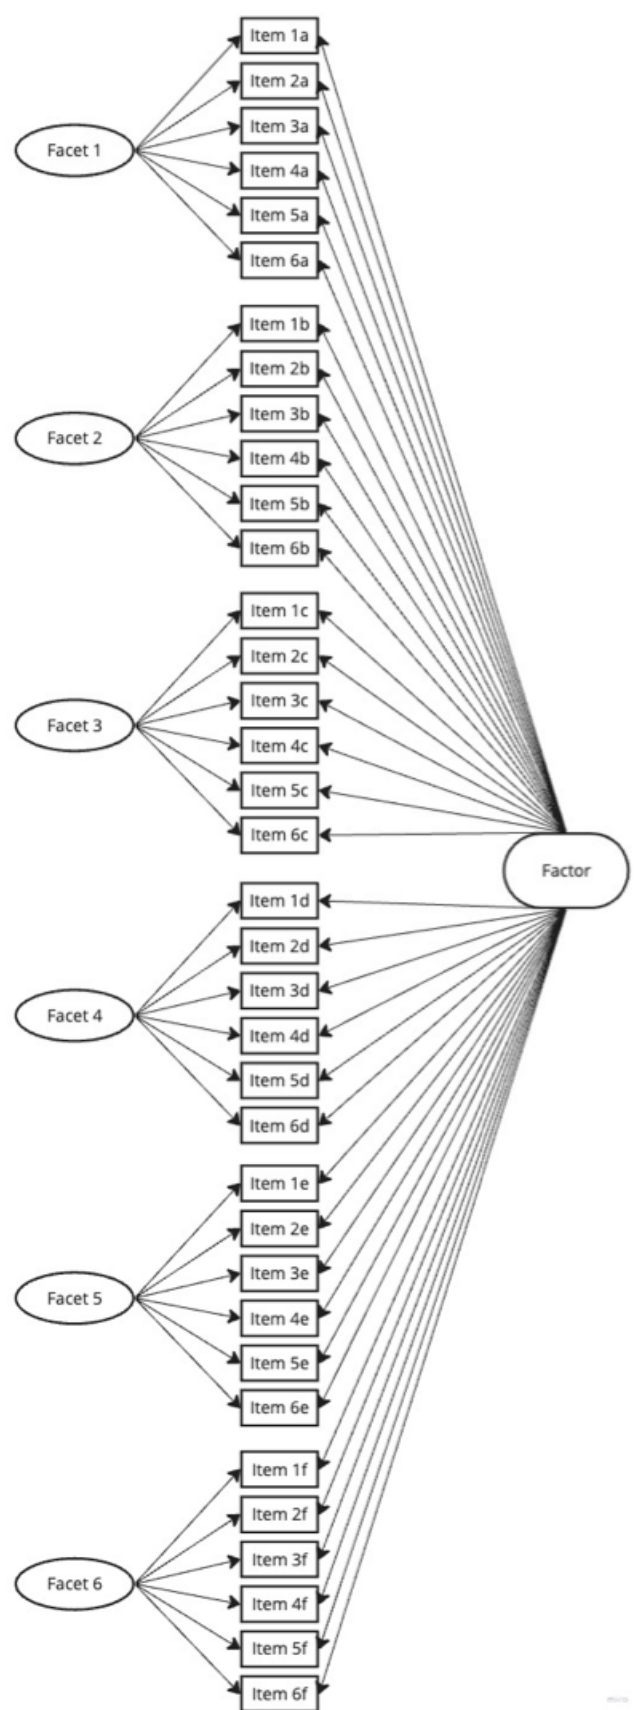 Item 1a
Item 2a
Item 3a
Facet 1
Item 4a
Item 5a
Item 6a
Item 1b
Item 2b
Item 3b
Facet 2
Item 4b
Item 5b
Item 6b
Item 1c
Item 2c
Item 3c
Facet 3
Item 4c
Item 5c
Item 6c
Factor
Item 1d
Item 2d
Item 3d
Facet 4
Item 4d
Item 5d
Item 6d
Item 1e
Item 2e
Item 3e
Facet 5
Item 4e
Item 5e
Item 6e
Item 1f
Item 2f
Item 3f
Facet 6
Item 4f
Item 5f
Item 6f
miro